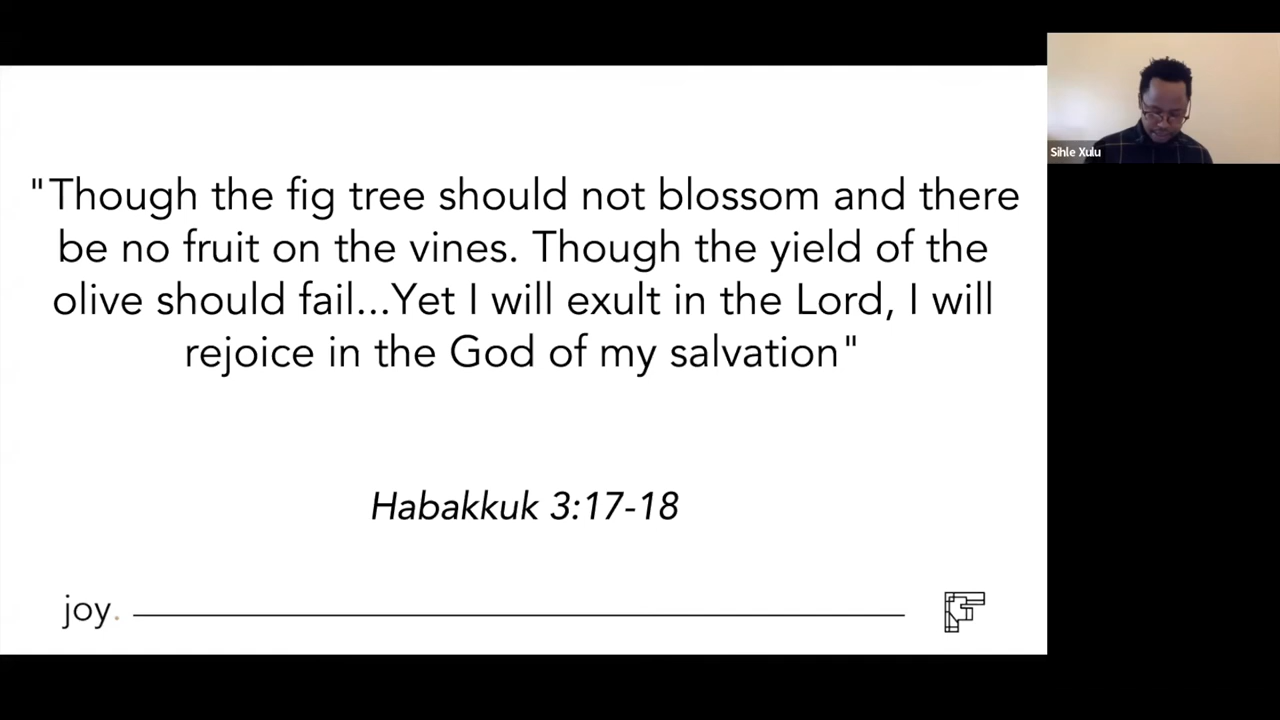 "Though the fig tree should not blossom and there
be no fruit on the vines. Though the yield of the
olive should fail...Yet I will exult in the Lord, I will
rejoice in the God of my salvation"
Habakkuk 3:17-18
joy.
Sihle Xulu